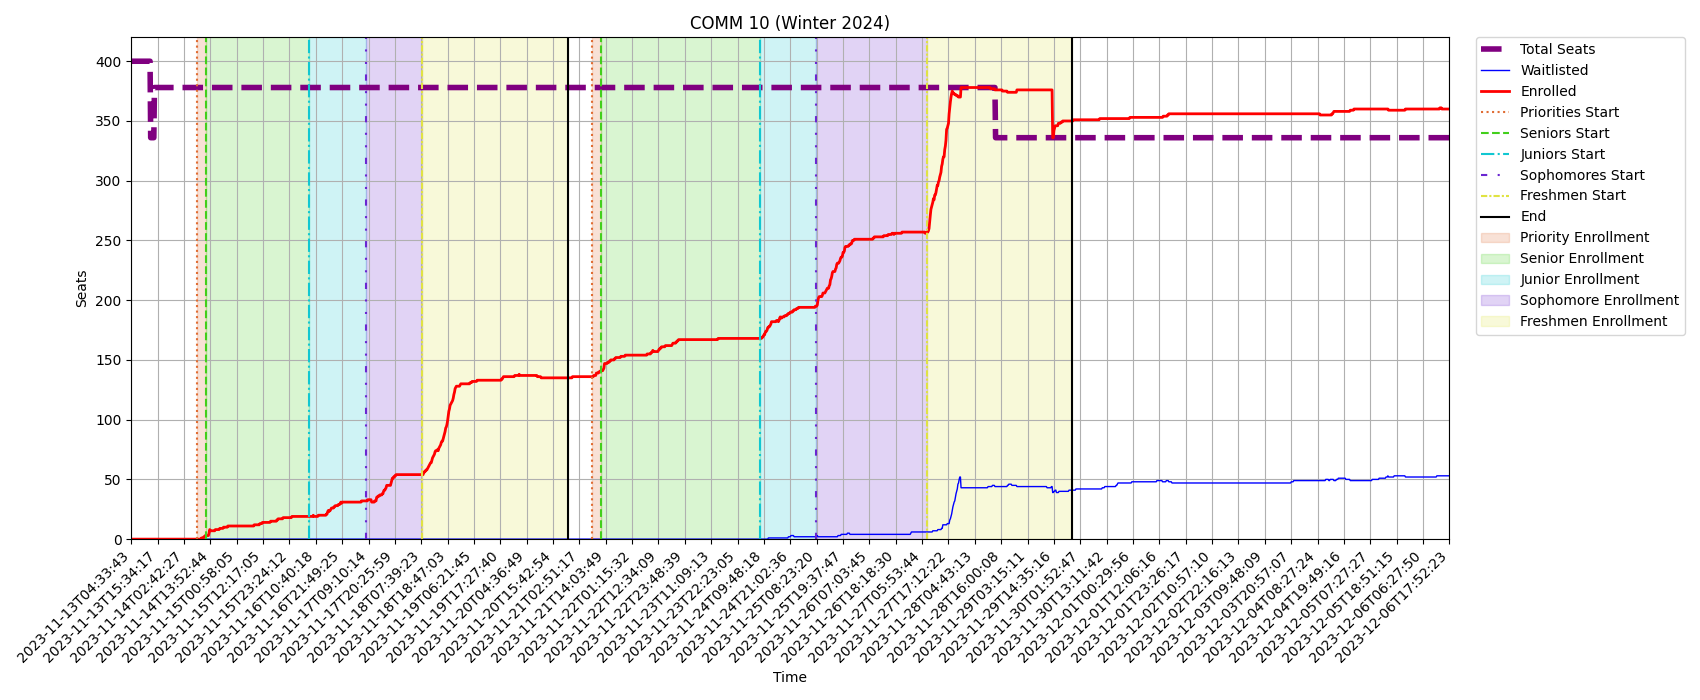 COMM 10 (Winter 2024)
400
350
300
250
200
150
100
50
0
Seats
2023-11-13T04:33:43
2023-11-13T15:34:17
2023-11-14T02:42:27
2023-11-14T13:52:44
2023-11-15T00:58:05
2023-11-15T12:17:05
2023-11-15T23:24:12
2023-11-16T10:40:18
2023-11-16T21:49:25
2023-11-17T09:10:14
2023-11-17T20:25:59
2023-11-18T07:39:23
2023-11-18T18:47:03
2023-11-19T06:21:45
2023-11-19T17:27:40
2023-11-20T04:36:49
2023-11-20T15:42:54
2023-11-21T02:51:17
2023-11-21T14:03:49
2023-11-22T01:15:32
2023-11-22T12:34:09
2023-11-22T23:48:39
2023-11-23T11:09:13
2023-11-23T22:23:05
2023-11-24T09:48:18
2023-11-24T21:02:36
2023-11-25T08:23:20
2023-11-25T19:37:47
2023-11-26T07:03:45
2023-11-26T18:18:30
2023-11-27T05:53:44
2023-11-27T17:12:22
2023-11-28T04:43:13
2023-11-28T16:00:08
2023-11-29T03:15:11
2023-11-29T14:35:16
2023-11-30T01:52:47
2023-11-30T13:11:42
2023-12-01T00:29:56
2023-12-01T12:06:16
2023-12-01T23:26:17
2023-12-02T10:57:10
2023-12-02T22:16:13
2023-12-03T09:48:09
2023-12-03T20:57:07
2023-12-04T08:27:24
2023-12-04T19:49:16
2023-12-05T07:27:27
2023-12-05T18:51:15
2023-12-06T06:27:50
2023-12-06T17:52:23
Time
Total Seats
Waitlisted
Enrolled
Priorities Start
Seniors Start
Juniors Start
Sophomores Start
Freshmen Start
End
Priority Enrollment
Senior Enrollment
Junior Enrollment
Sophomore Enrollment
Freshmen Enrollment